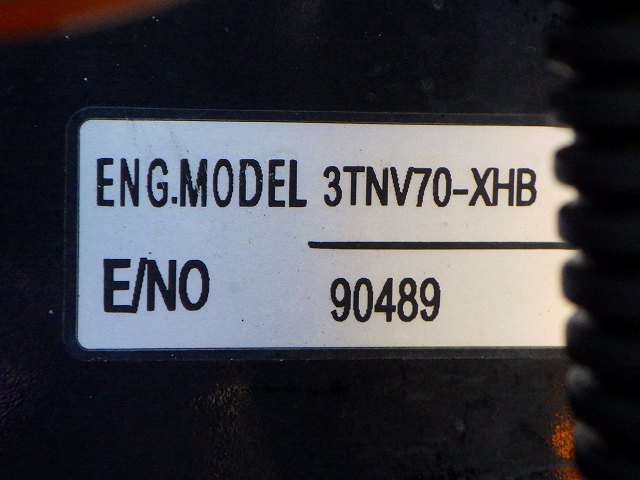 ENG.MODEL 3TNV70-XHB
E/NO 90489